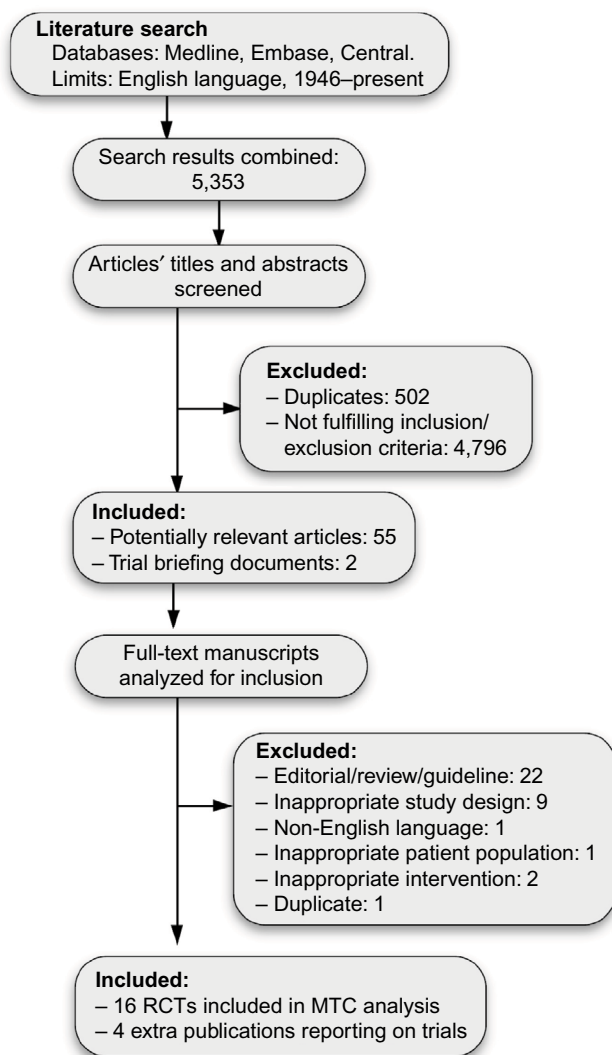 Literature search
Databases: Medline, Embase, Central.
Limits: English language, 1946–present
Search results combined:
5,353
Articles′ titles and abstracts
screened
Excluded:
– Duplicates: 502
– Not fulfilling inclusion/
exclusion criteria: 4,796
Included:
– Potentially relevant articles: 55
– Trial briefing documents: 2
Full-text manuscripts
analyzed for inclusion
Excluded:
– Editorial/review/guideline: 22
– Inappropriate study design: 9
– Non-English language: 1
– Inappropriate patient population: 1
– Inappropriate intervention: 2
– Duplicate: 1
Included:
– 16 RCTs included in MTC analysis
– 4 extra publications reporting on trials